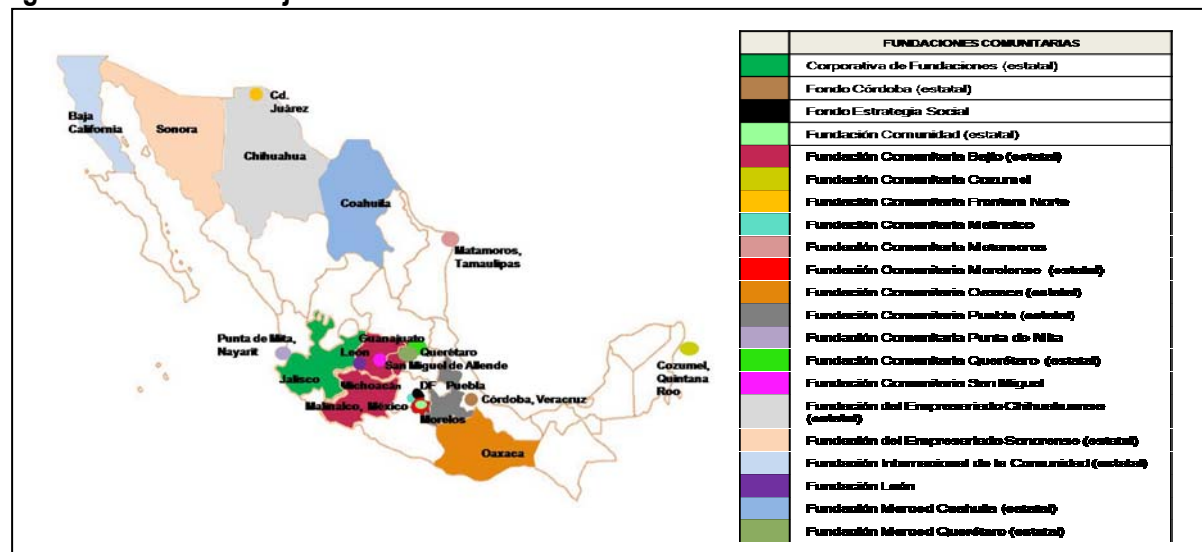 Cd.
Juárez
Baja
California
Sonora
Chihuahua
Coahuila
Matamoros,
Tamaulipas
Punta de Mita,
Nayarit
Guanajuato
León
Querétaro
San Miguel de Allende
Jalisco
Michoacán
DF
Puebla
Malinalco, México
Córdoba, Veracruz
Morelos
Cozumel,
Quintana
Roo
Oaxaca
FUNDACIONES COMUNITARIAS
Corporativa de Fundaciones (estatal)
Fondo Córdoba (estatal)
Fondo Estrategia Social
Fundación Comunidad (estatal)
Fundación Comunitaria Bajío (estatal)
Fundación Comunitaria Cozumel
Fundación Comunitaria Frontera Norte
Fundación Comunitaria Malinalco
Fundación Comunitaria Matamoros
Fundación Comunitaria Morelense (estatal)
Fundación Comunitaria Oaxaca (estatal)
Fundación Comunitaria Puebla (estatal)
Fundación Comunitaria Punta de Mita
Fundación Comunitaria Querétaro (estatal)
Fundación Comunitaria San Miguel
Fundación del Empresariado Chihuahuense
(estatal)
Fundación del Empresariado Sonorense (estatal)
Fundación Internacional de la Comunidad (estatal)
Fundación León
Fundación Merced Coahuila (estatal)
Fundación Merced Querétaro (estatal)